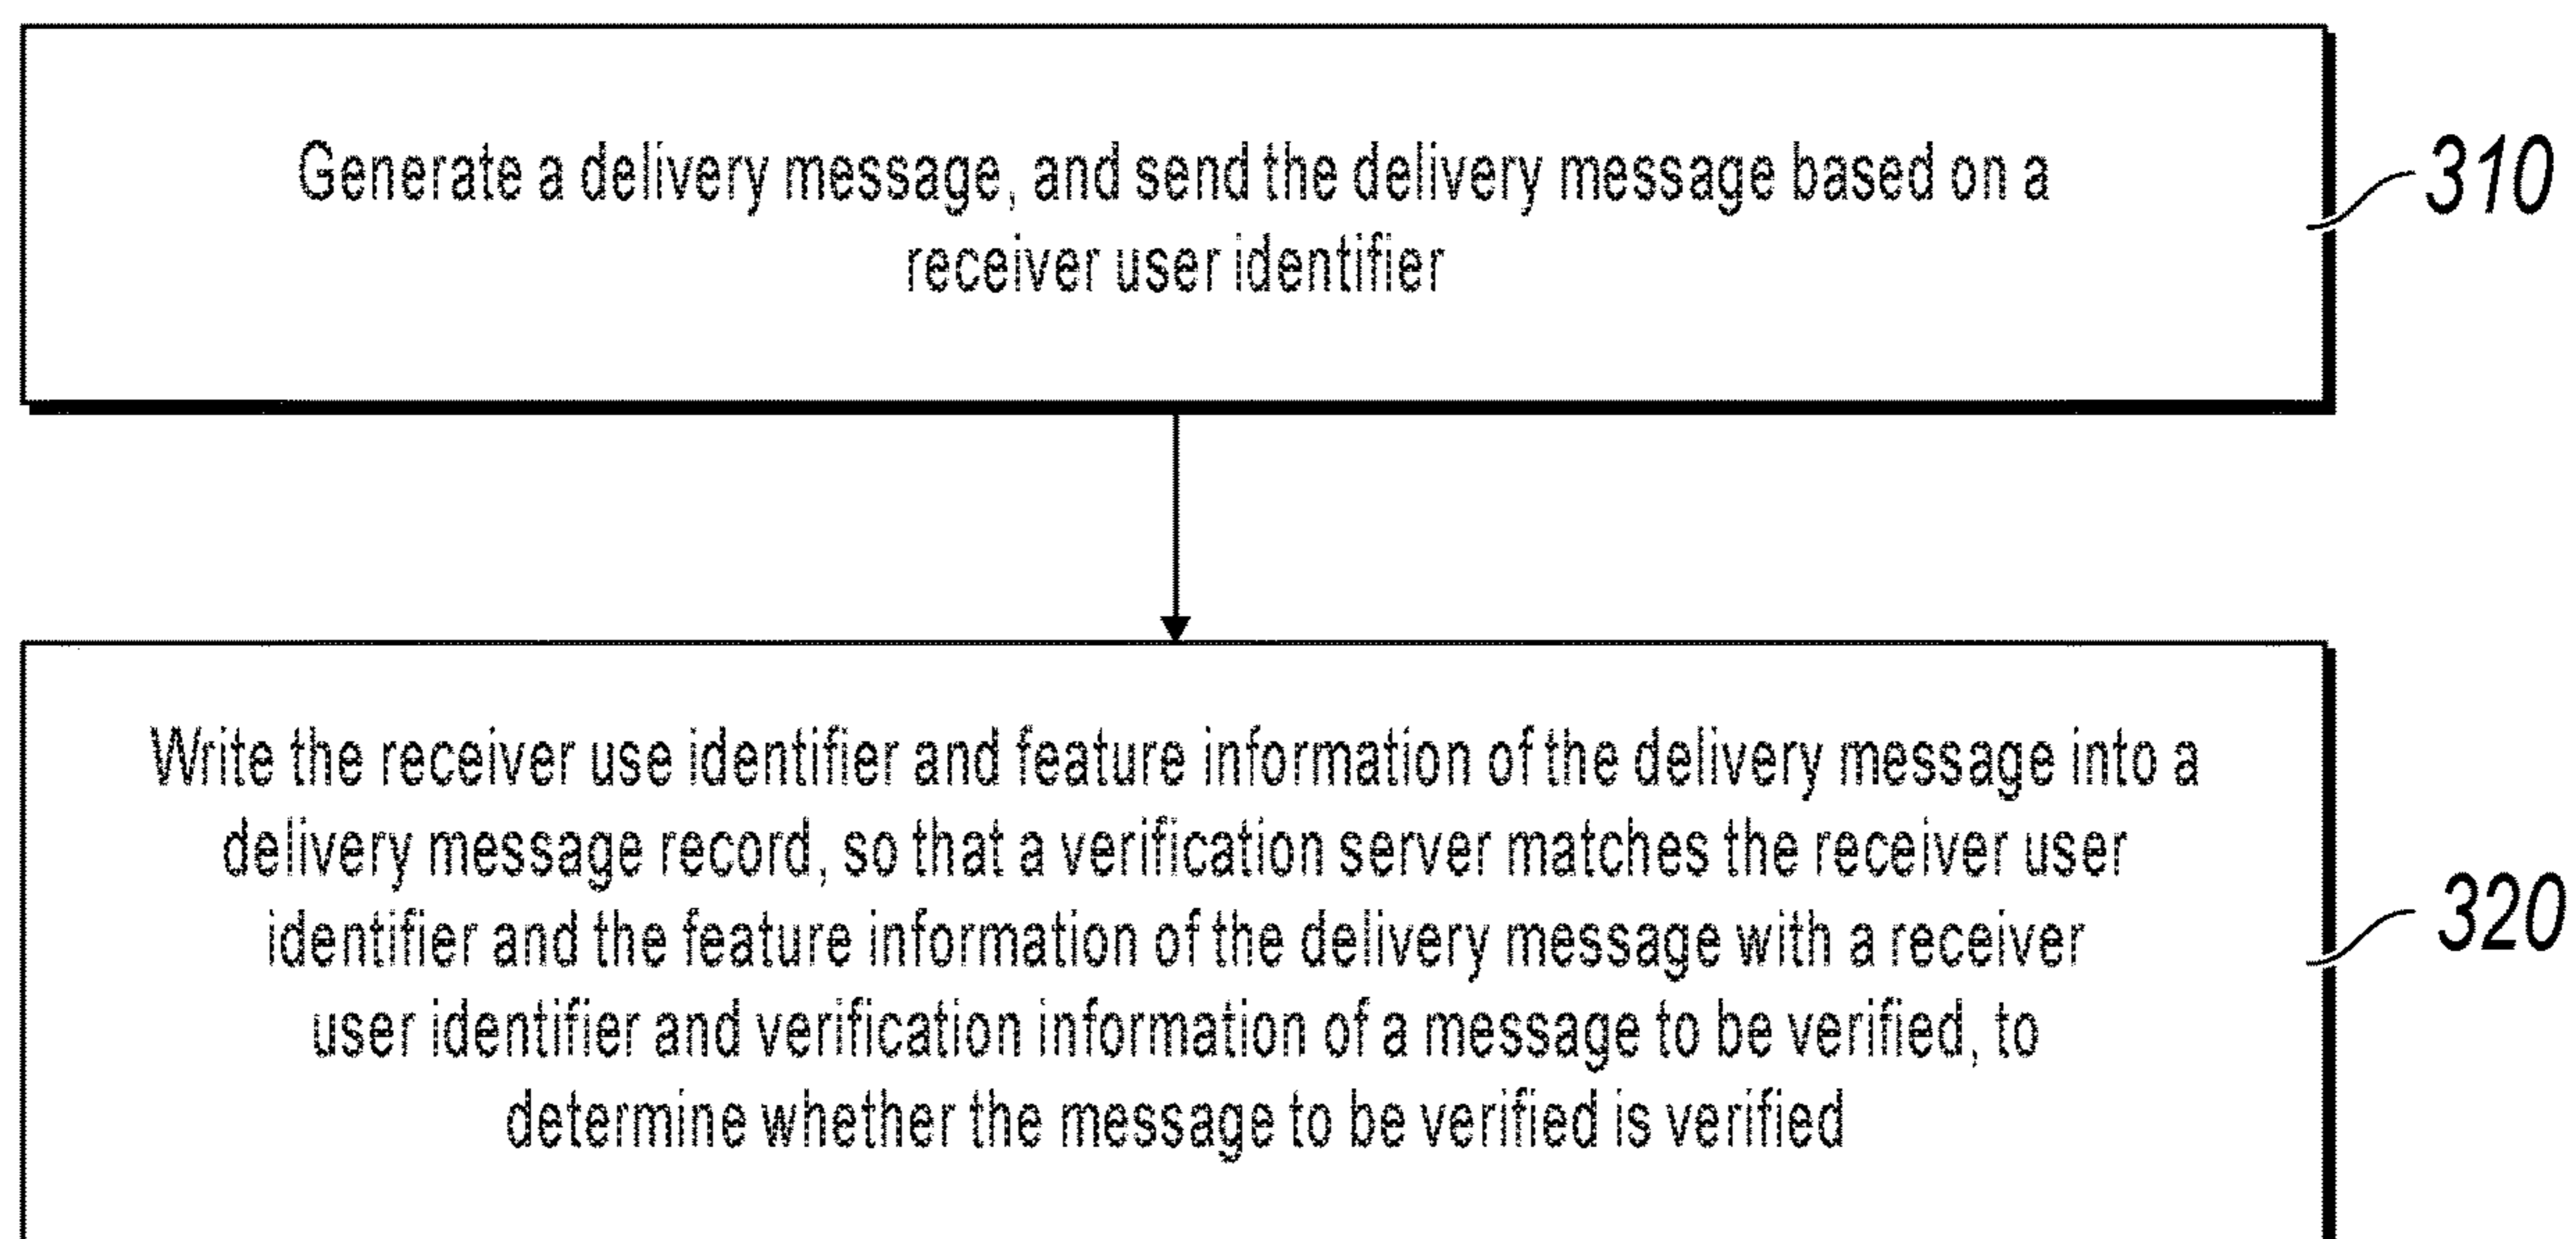 Generate a delivery message, and send the delivery message based on a
receiver user identifier
310
Write the receiver use identifier and feature information of the delivery message into a
delivery message record, so that a verification server matches the receiver user
identifier and the feature information of the delivery message with a receiver
user identifier and verification information of a message to be verified, to
determine whether the message to be verified is verified
320